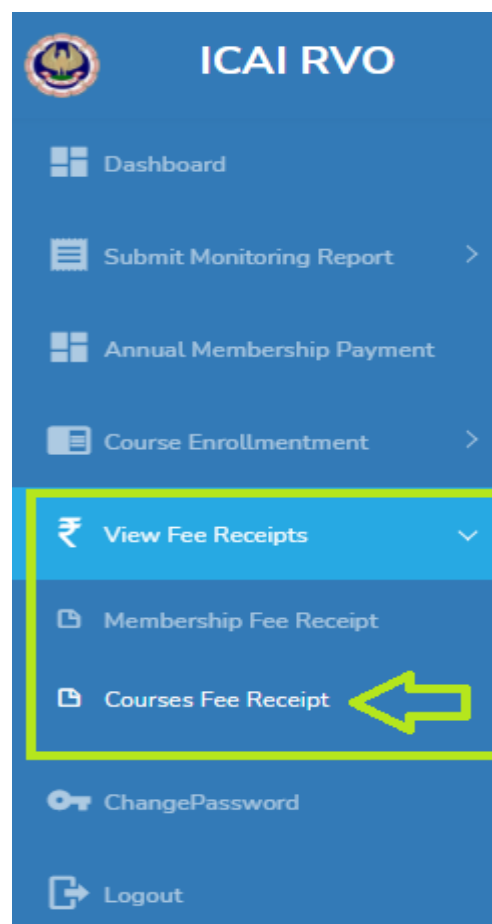 ICAI RVO
Dashboard
Submit Monitoring Report
Annual Membership Payment
Course Enrollmentment
₹ View Fee Receipts
Membership Fee Receipt
Courses Fee Receipt
ChangePassword
Logout